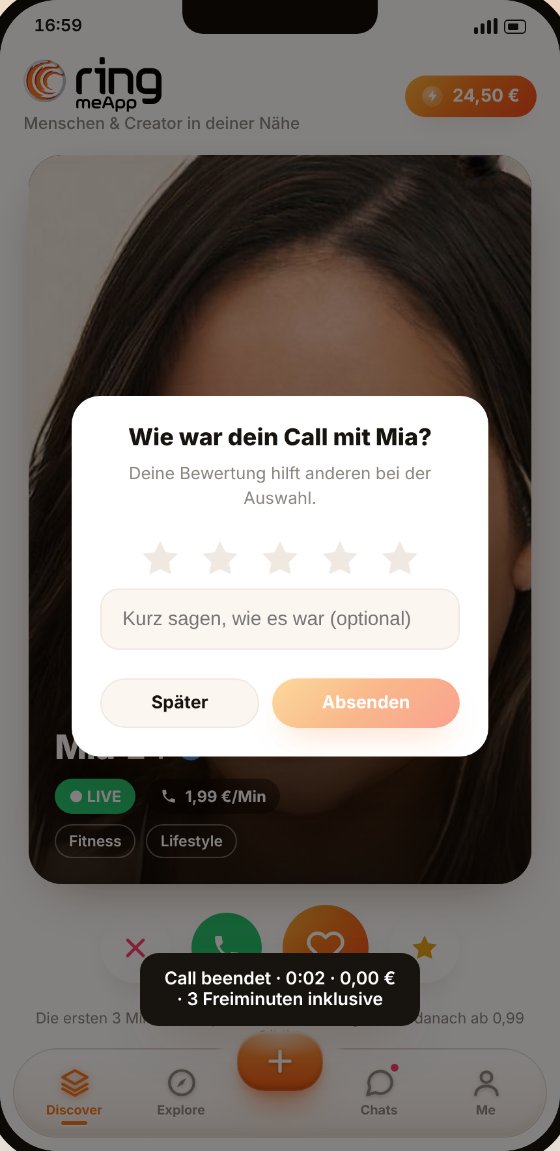 16:59
ring
meApp
24,50 €
Menschen & Creator in deiner Nähe
Wie war dein Call mit Mia?
Deine Bewertung hilft anderen bei der
Auswahl.
Kurz sagen, wie es war (optional)
Später
Absenden
LIVE
1,99 €/Min
Fitness
Lifestyle
Call beendet · 0:02 · 0,00 €
· 3 Freiminuten inklusive
Die ersten 3 danach ab 0,99
Discover
Explore
Chats
Me